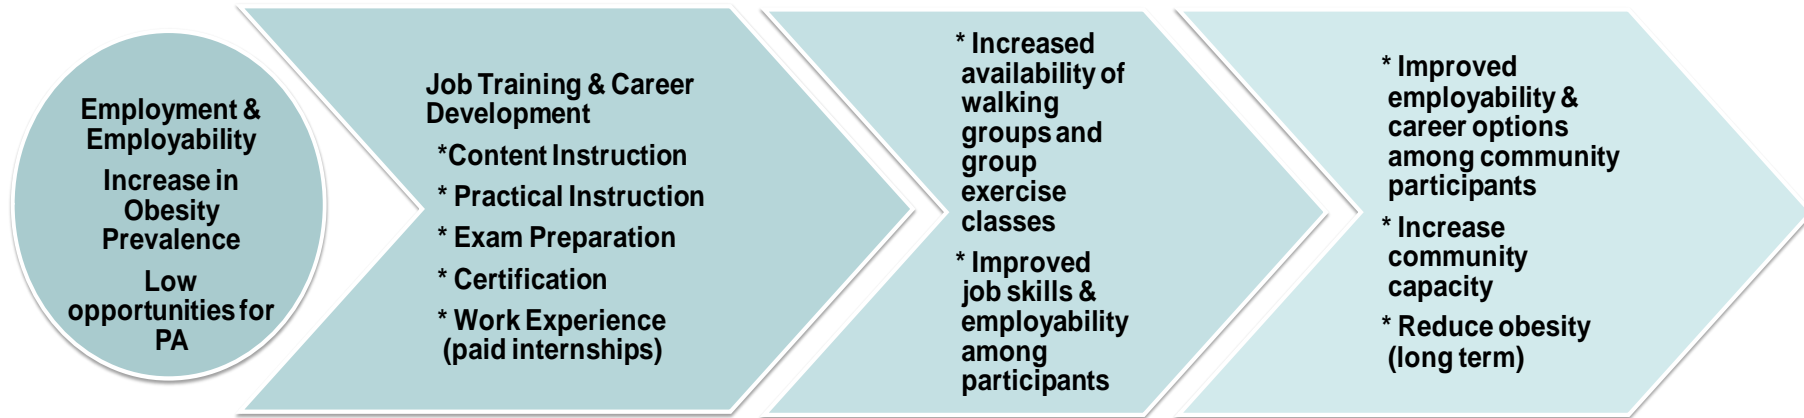 Employment &
Employability
Increase in
Obesity
Prevalence
Low
opportunities for
PA
Job Training & Career
Development
*Content Instruction
* Practical Instruction
* Exam Preparation
* Certification
* Work Experience
(paid internships)
* Increased
availability of
walking
groups and
group
exercise
classes
* Improved
job skills &
employability
among
participants
* Improved
employability &
career options
among community
participants
* Increase
community
capacity
* Reduce obesity
(long term)